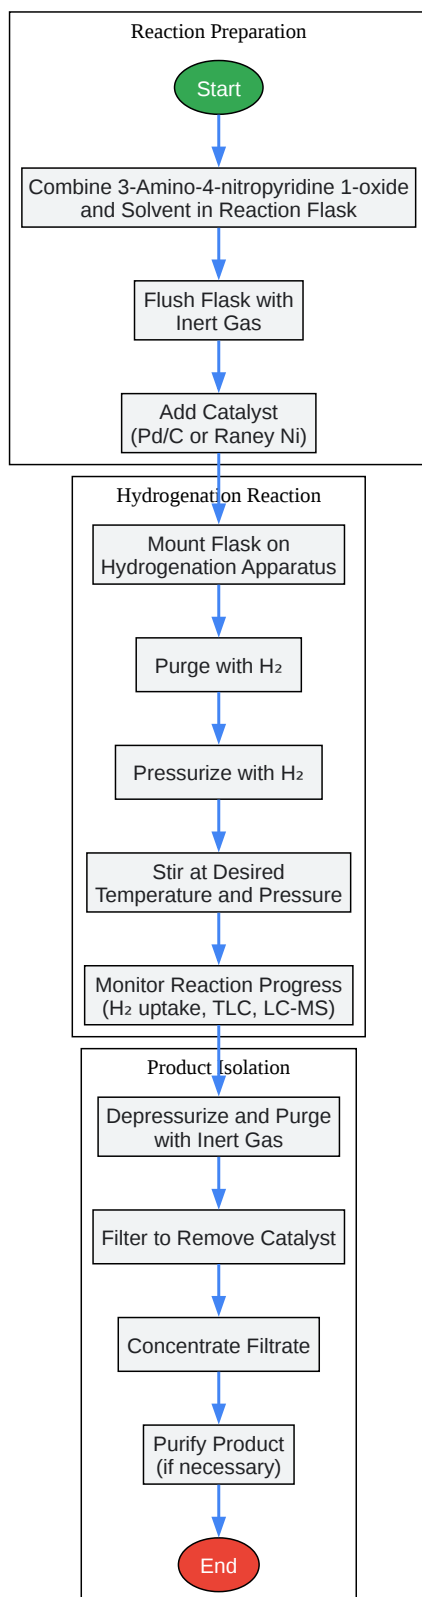 Reaction Preparation
Start
Combine 3-Amino-4-nitropyridine 1-oxide
and Solvent in Reaction Flask
Flush Flask with
Inert Gas
Add Catalyst
(Pd/C or Raney Ni)
Hydrogenation Reaction
Mount Flask on
Hydrogenation Apparatus
Purge with H₂
Pressurize with H₂
Stir at Desired
Temperature and Pressure
Monitor Reaction Progress
(H₂ uptake, TLC, LC-MS)
Product Isolation
Depressurize and Purge
with Inert Gas
Filter to Remove Catalyst
Concentrate Filtrate
Purify Product
(if necessary)
End